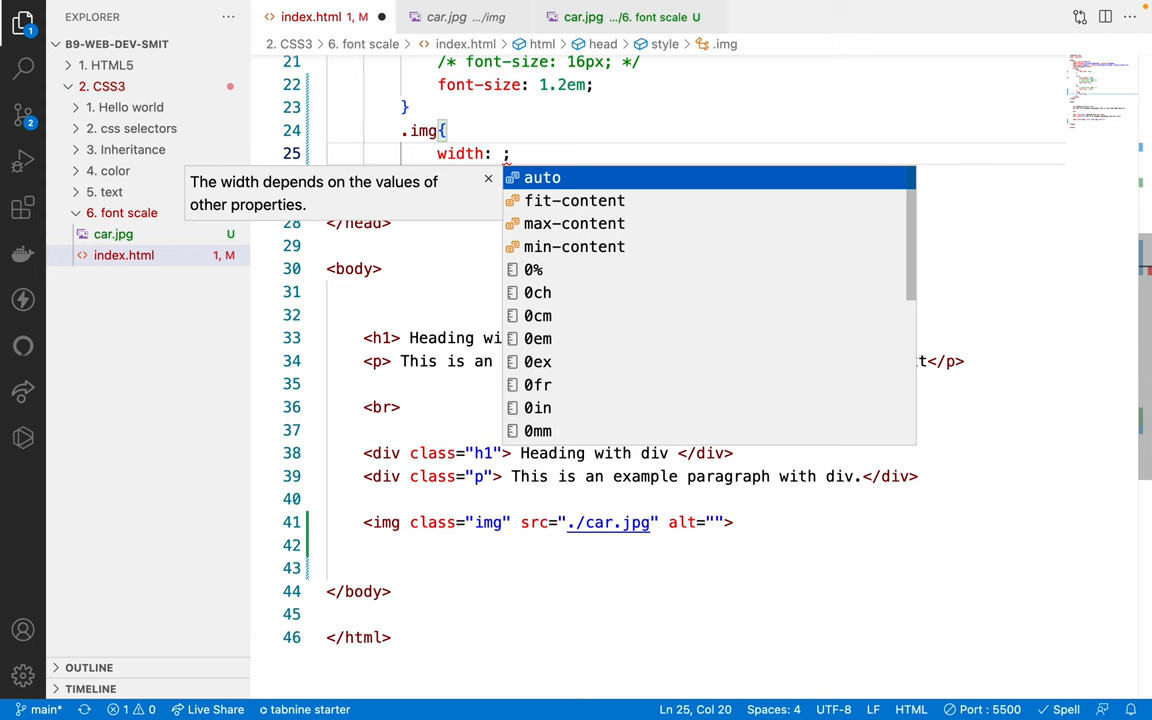 EXPLORER
B9-WEB-DEV-SMIT
1. HTML5
2. CSS3
1. Hello world
2. css selectors
3. Inheritance
4. color
5. text
6. font scale
car.jpg U
index.html 1, M
OUTLINE
TIMELINE
1
2
index.html 1, M
car.jpg .../img
car.jpg .../6. font scale U
2. CSS3 > 6. font scale > index.html > html > head > style > .img
21 /* font-size: 16px; */
22 font-size: 1.2em;
23 }
24 .img{
25 width: ;
The width depends on the values of
other properties.
auto
fit-content
max-content
min-content
0%
0ch
0cm
0em
0ex
0fr
0in
0mm
28 </head>
29
30 <body>
31
32
33 <h1> Heading wi
34 <p> This is an t</p>
35
36 <br>
37
38 <div class="h1"> Heading with div </div>
39 <div class="p"> This is an example paragraph with div.</div>
40
41 <img class="img" src="./car.jpg" alt="">
42
43
44 </body>
45
46 </html>
main* 1 0 Live Share tabnine starter Ln 25, Col 20 Spaces: 4 UTF-8 LF HTML Port : 5500 Spell